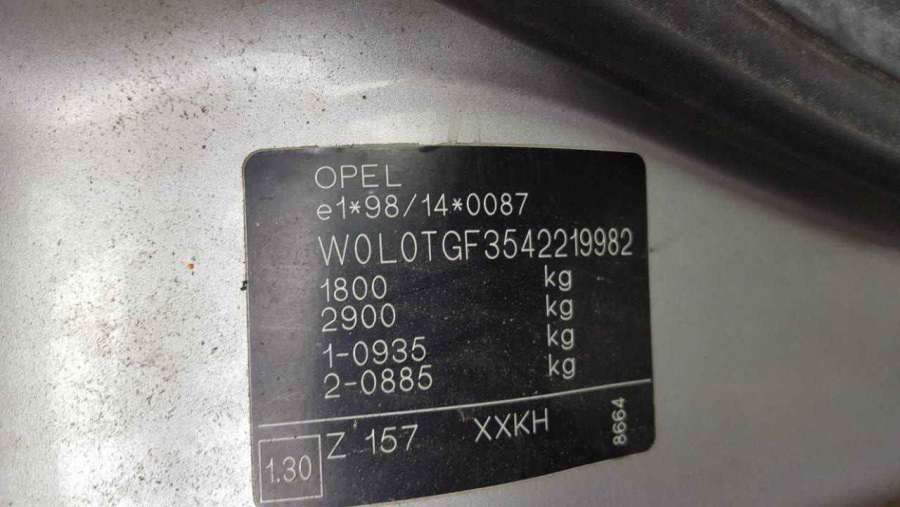 OPEL
e1*98/14*0087
W0L0TGF3542219982
1800 kg
2900 kg
1-0935 kg
2-0885 kg
1.30 Z 157 XXKH 8664